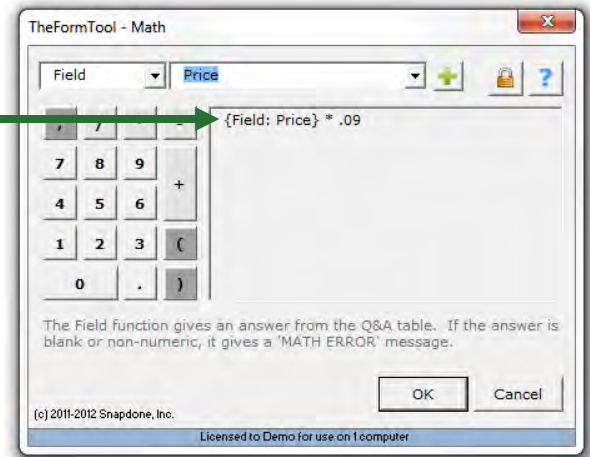 TheFormTool - Math
Field Price
{Field: Price} * .09
7 8 9
+
4 5 6
1 2 3 (
0 . )
The Field function gives an answer from the Q&A table. If the answer is
blank or non-numeric, it gives a 'MATH ERROR' message.
OK Cancel
(c) 2011-2012 Snapdone, Inc.
Licensed to Demo for use on 1 computer